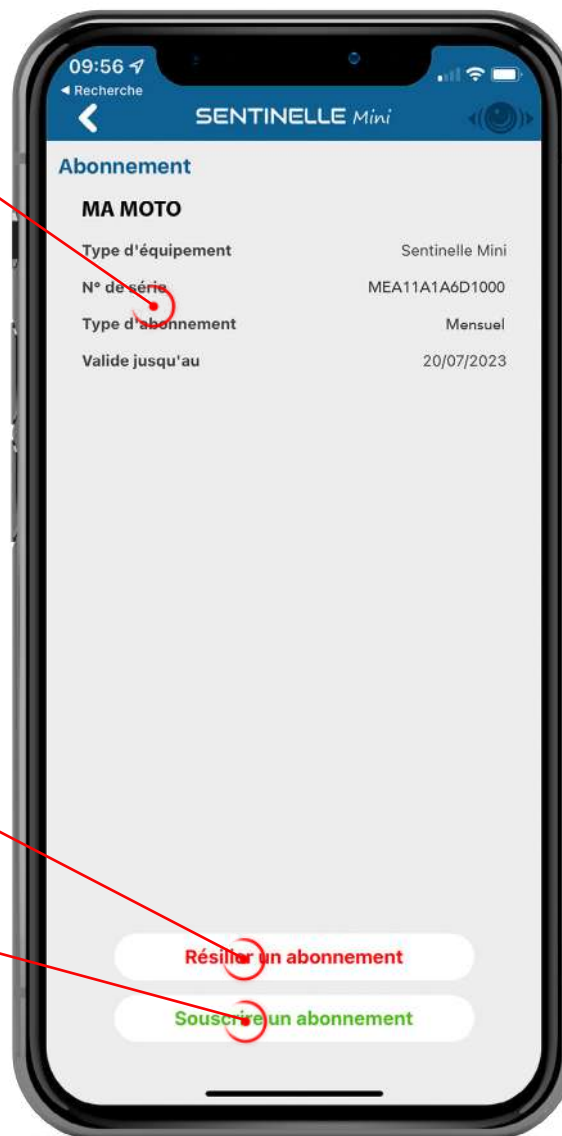 09:56
Recherche
SENTINELLE Mini
Abonnement
MA MOTO
Type d'équipement Sentinelle Mini
N° de série MEA11A1A6D1000
Type d'abonnement Mensuel
Valide jusqu'au 20/07/2023
Résilier un abonnement
Souscrire un abonnement